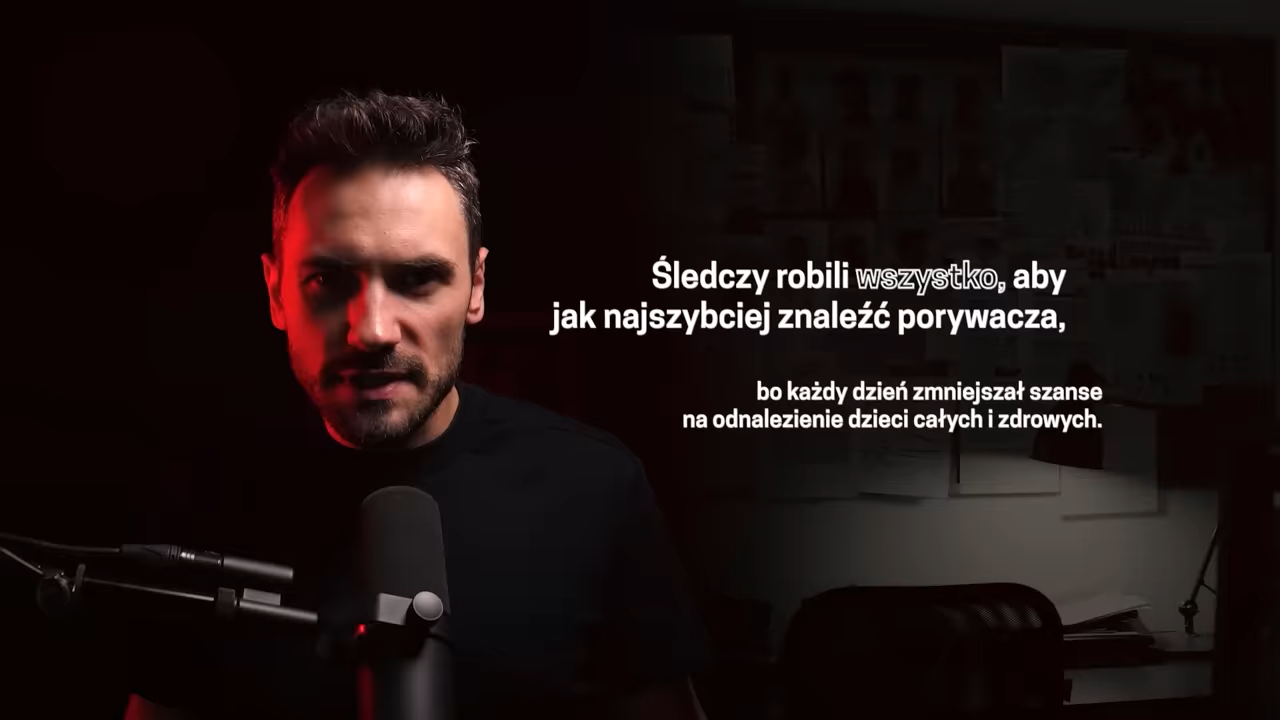 Śledczy robili wszystko, aby
jak najszybciej znaleźć porywacza,
bo każdy dzień zmniejszał szanse
na odnalezienie dzieci całych i zdrowych.